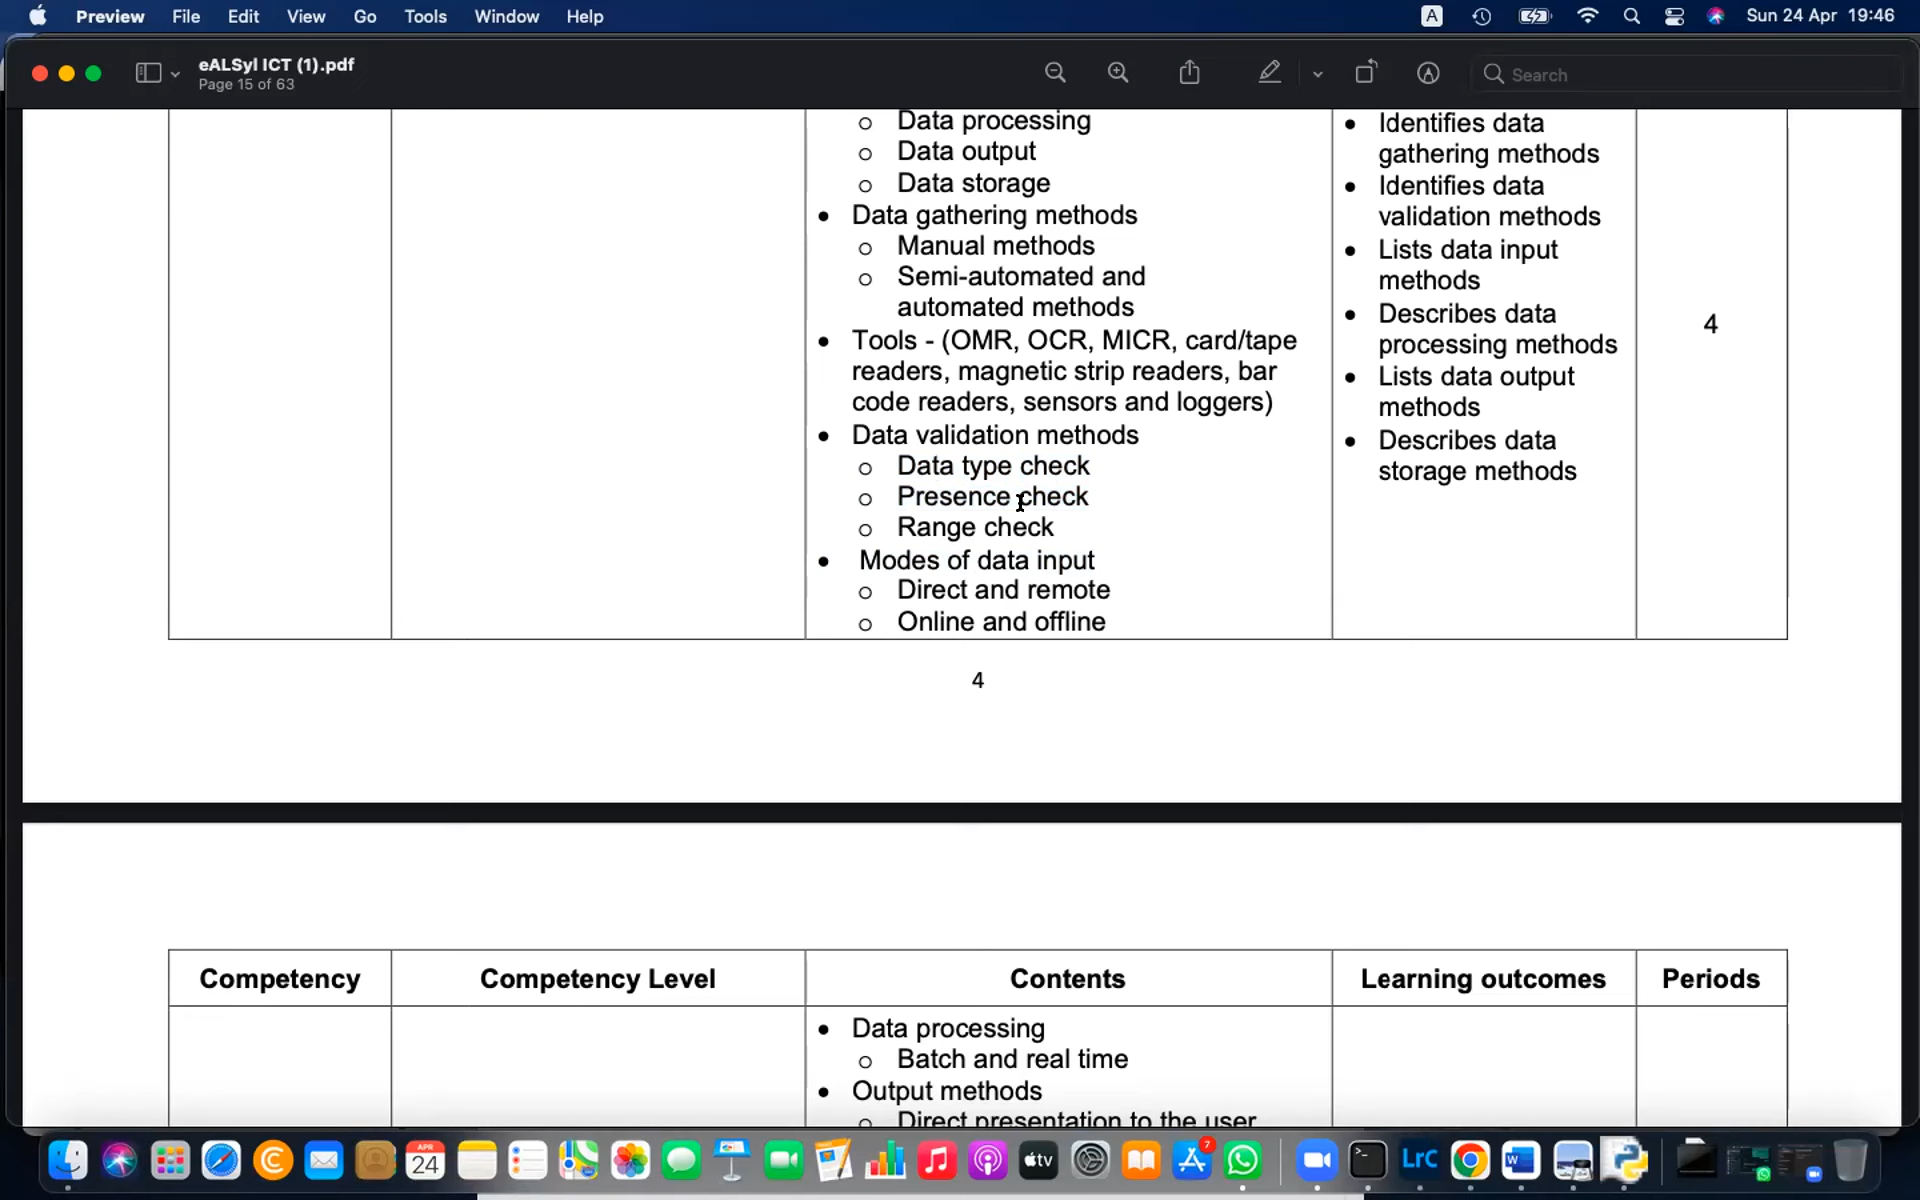 Preview File Edit View Go Tools Window Help A Sun 24 Apr 19:46
eALSyl ICT (1).pdf
Page 15 of 63
Search
o Data processing
o Data output
o Data storage
• Data gathering methods
o Manual methods
o Semi-automated and
automated methods
• Tools - (OMR, OCR, MICR, card/tape
readers, magnetic strip readers, bar
code readers, sensors and loggers)
• Data validation methods
o Data type check
o Presence check
o Range check
• Modes of data input
o Direct and remote
o Online and offline
• Identifies data
gathering methods
• Identifies data
validation methods
• Lists data input
methods
• Describes data
processing methods
• Lists data output
methods
• Describes data
storage methods
4
4
Competency Competency Level Contents Learning outcomes Periods
• Data processing
o Batch and real time
• Output methods
o Direct presentation to the user
APR
24
tv
7
LrC
W